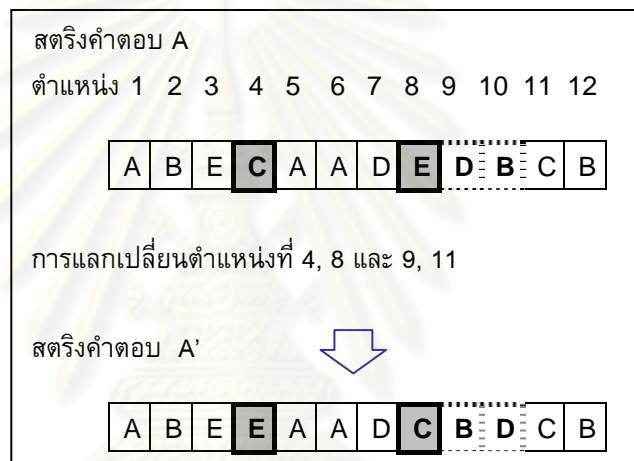 สตริงคำตอบ A
ตำแหน่ง 1 2 3 4 5 6 7 8 9 10 11 12
A B E C A A D E D B C B
การแลกเปลี่ยนตำแหน่งที่ 4, 8 และ 9, 11
สตริงคำตอบ A’
A B E E A A D C B D C B